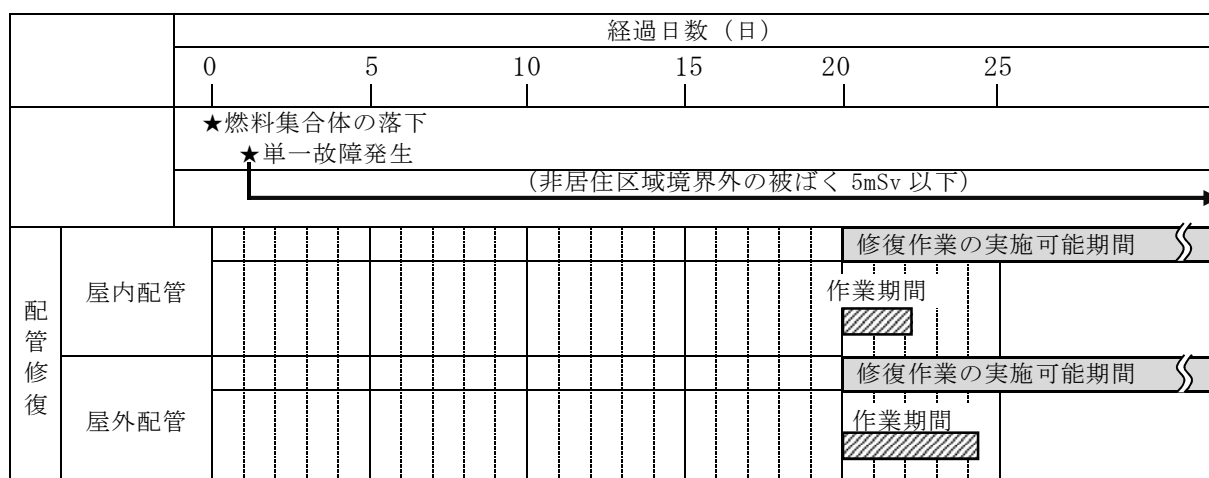 経過日数（日）
0 5 10 15 20 25
★燃料集合体の落下
★単一故障発生
（非居住区域境界外の被ばく 5mSv 以下）
配管修復
屋内配管
修復作業の実施可能期間
作業期間
屋外配管
修復作業の実施可能期間
作業期間